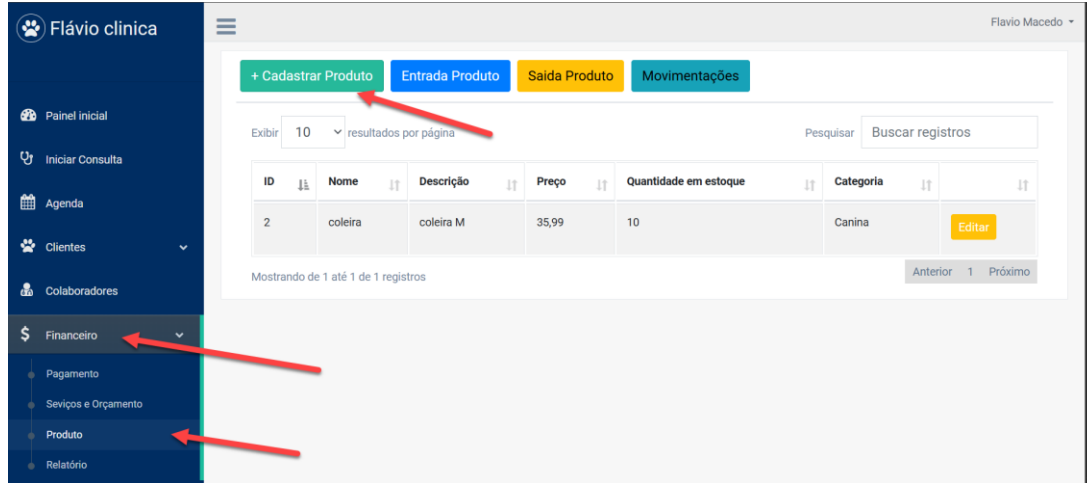 Flávio clinica
Flavio Macedo
+ Cadastrar Produto Entrada Produto Saida Produto Movimentações
Painel inicial
Iniciar Consulta
Agenda
Clientes
Colaboradores
Financeiro
Pagamento
Seviços e Orçamento
Produto
Relatório
Exibir 10 resultados por página
Pesquisar Buscar registros
ID Nome Descrição Preço Quantidade em estoque Categoria
2 coleira coleira M 35,99 10 Canina Editar
Mostrando de 1 até 1 de 1 registros
Anterior 1 Próximo